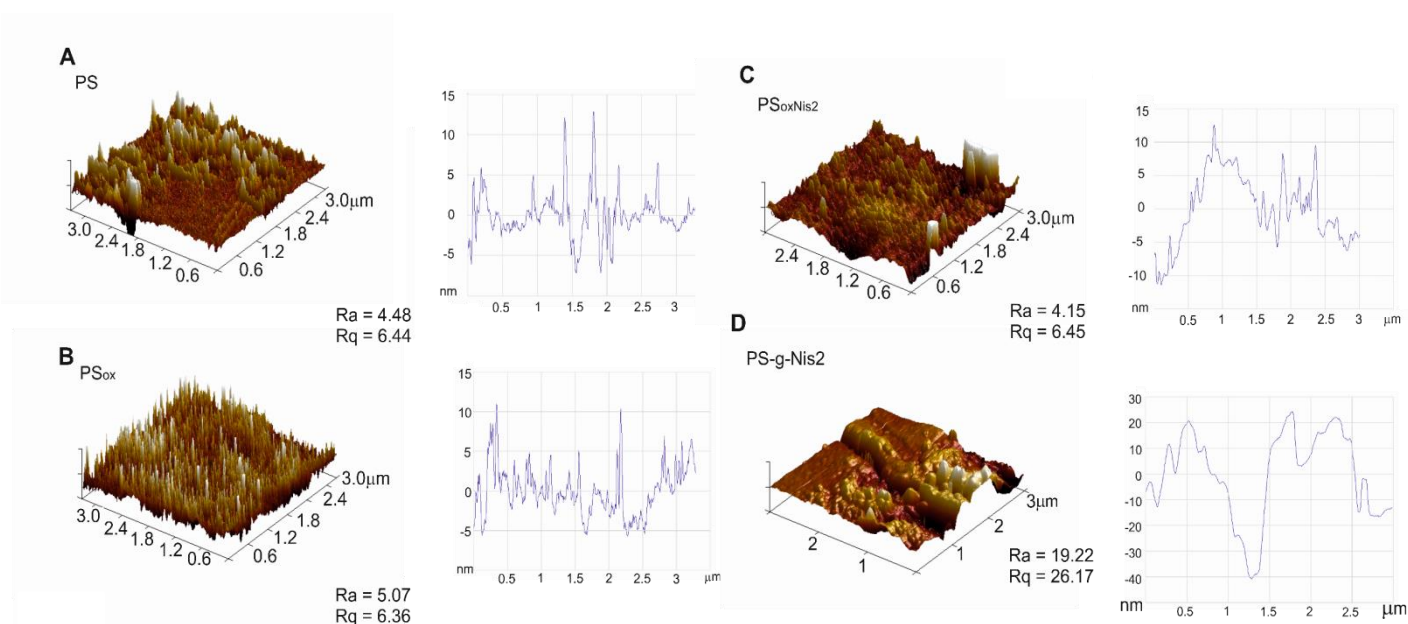 A
PS
3.0
2.4
1.8
1.2
0.6
0.6
1.2
1.8
2.4
3.0μm
Ra = 4.48
Rq = 6.44
15
10
5
0
-5
nm
0.5
1
1.5
2
2.5
3
B
PSox
3.0
2.4
1.8
1.2
0.6
0.6
1.2
1.8
2.4
3.0μm
Ra = 5.07
Rq = 6.36
15
10
5
0
-5
nm
0.5
1
1.5
2
2.5
3
μm
C
PSoxNis2
2.4
1.8
1.2
0.6
0.6
1.2
1.8
2.4
3.0μm
Ra = 4.15
Rq = 6.45
15
10
5
0
-5
-10
nm
0.5
1
1.5
2
2.5
3
μm
D
PS-g-Nis2
2
1
1
2
3μm
Ra = 19.22
Rq = 26.17
30
20
10
0
-10
-20
-30
-40
nm
0.5
1
1.5
2
2.5
μm